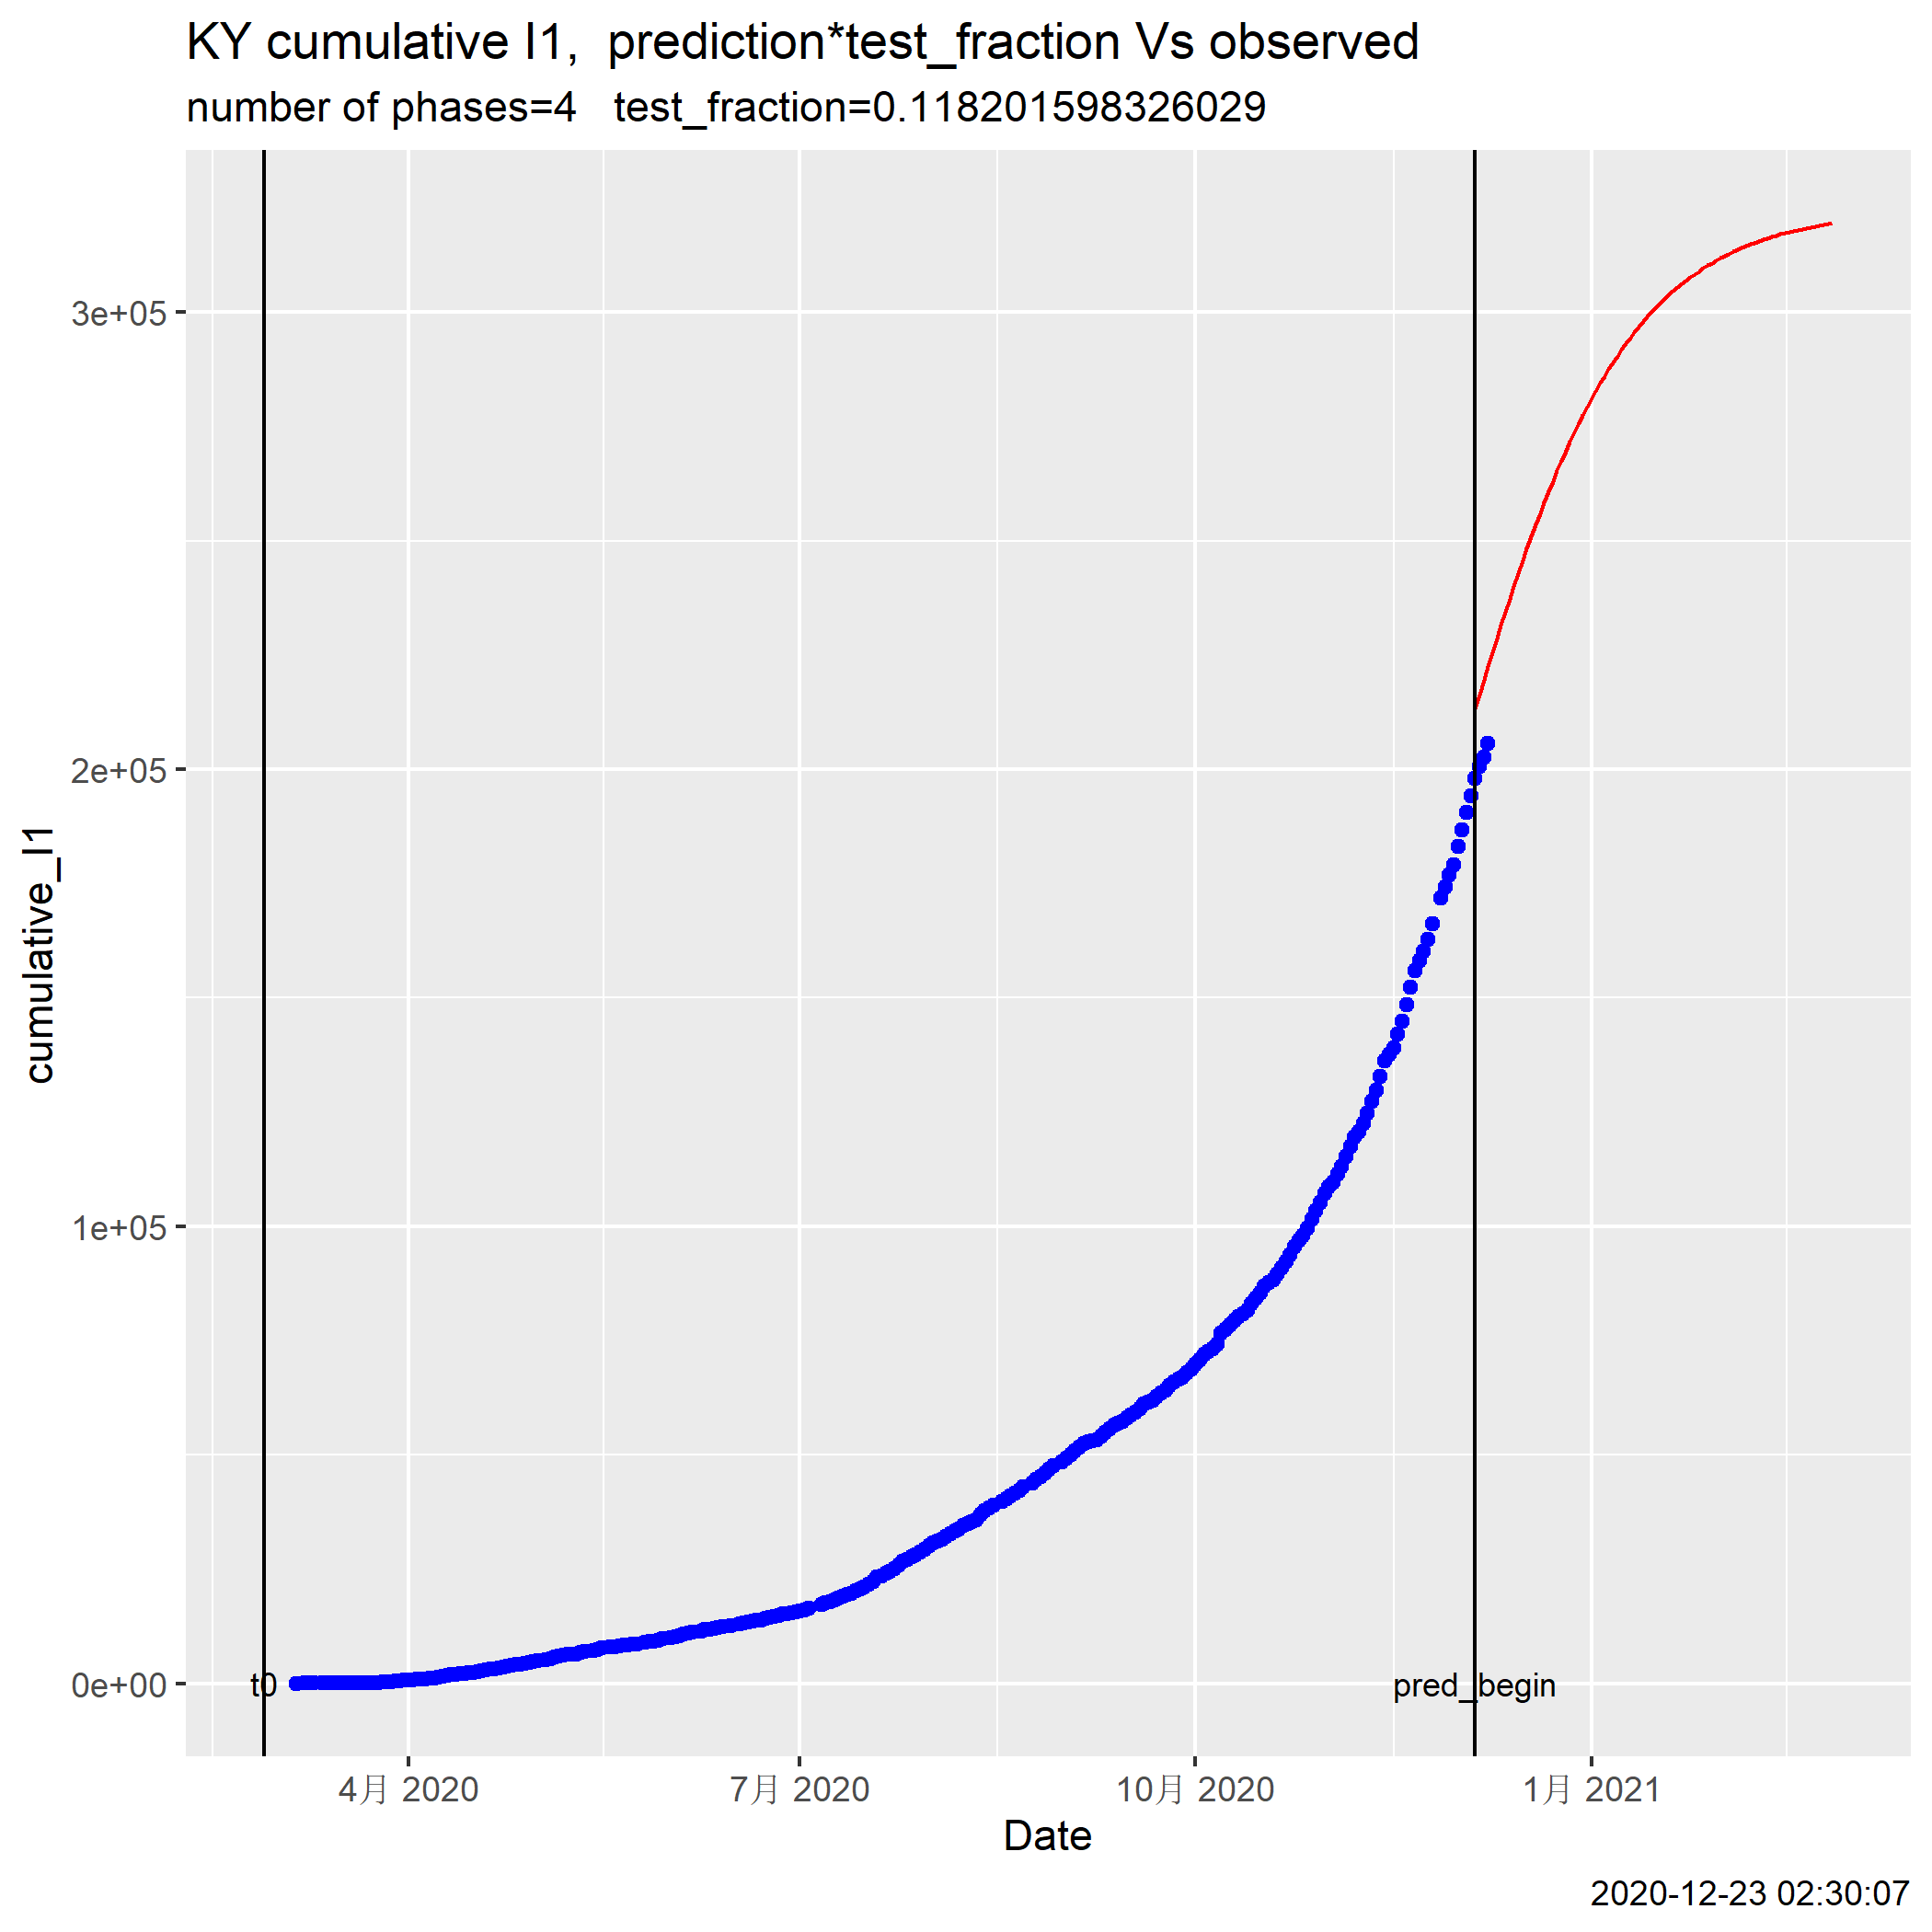 KY cumulative I1,  prediction*test_fraction Vs observed
number of phases=4   test_fraction=0.118201598326029
cumulative_I1
3e+05
2e+05
1e+05
0e+00
t0
pred_begin
4月 2020
7月 2020
10月 2020
1月 2021
Date
2020-12-23 02:30:07